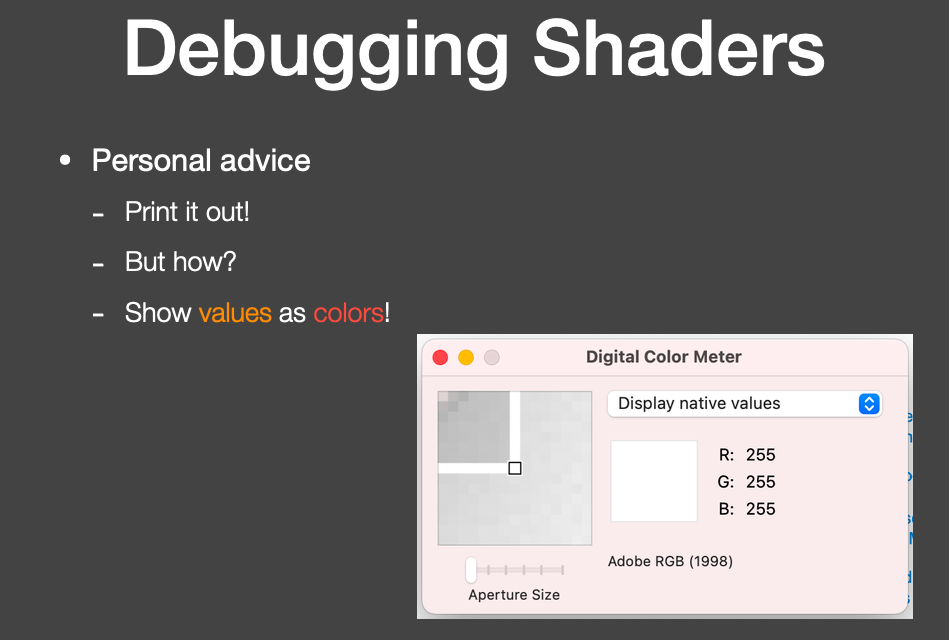 Debugging Shaders
• Personal advice
- Print it out!
- But how?
- Show values as colors!
Digital Color Meter
Display native values
R: 255
G: 255
B: 255
Adobe RGB (1998)
Aperture Size